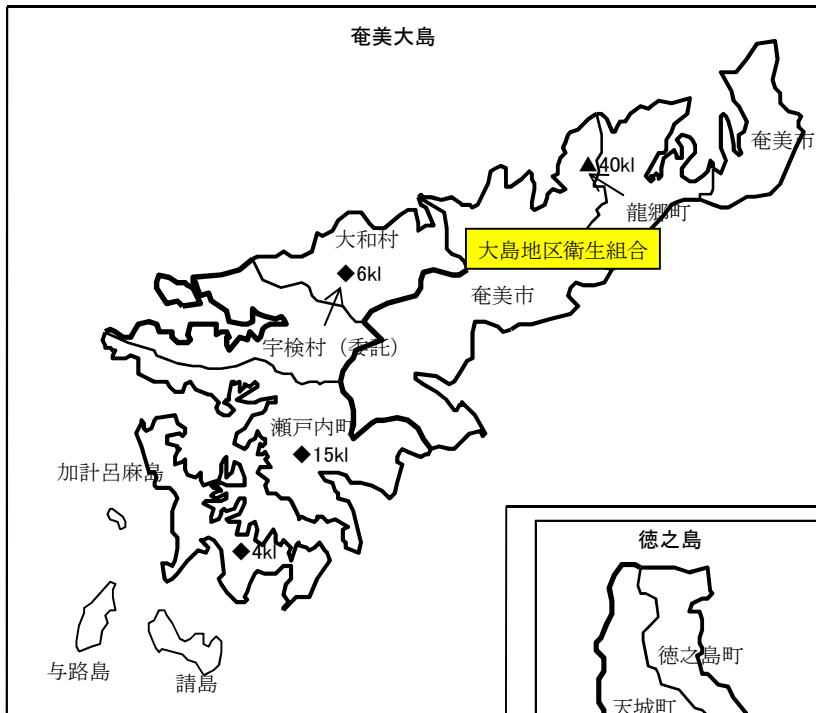 奄美大島
奄美市
▲40kl
龍郷町
大和村
大島地区衛生組合
◆6kl
奄美市
宇検村（委託）
瀬戸内町
◆15kl
加計呂麻島
◆4kl
徳之島
与路島
請島
徳之島町
天城町